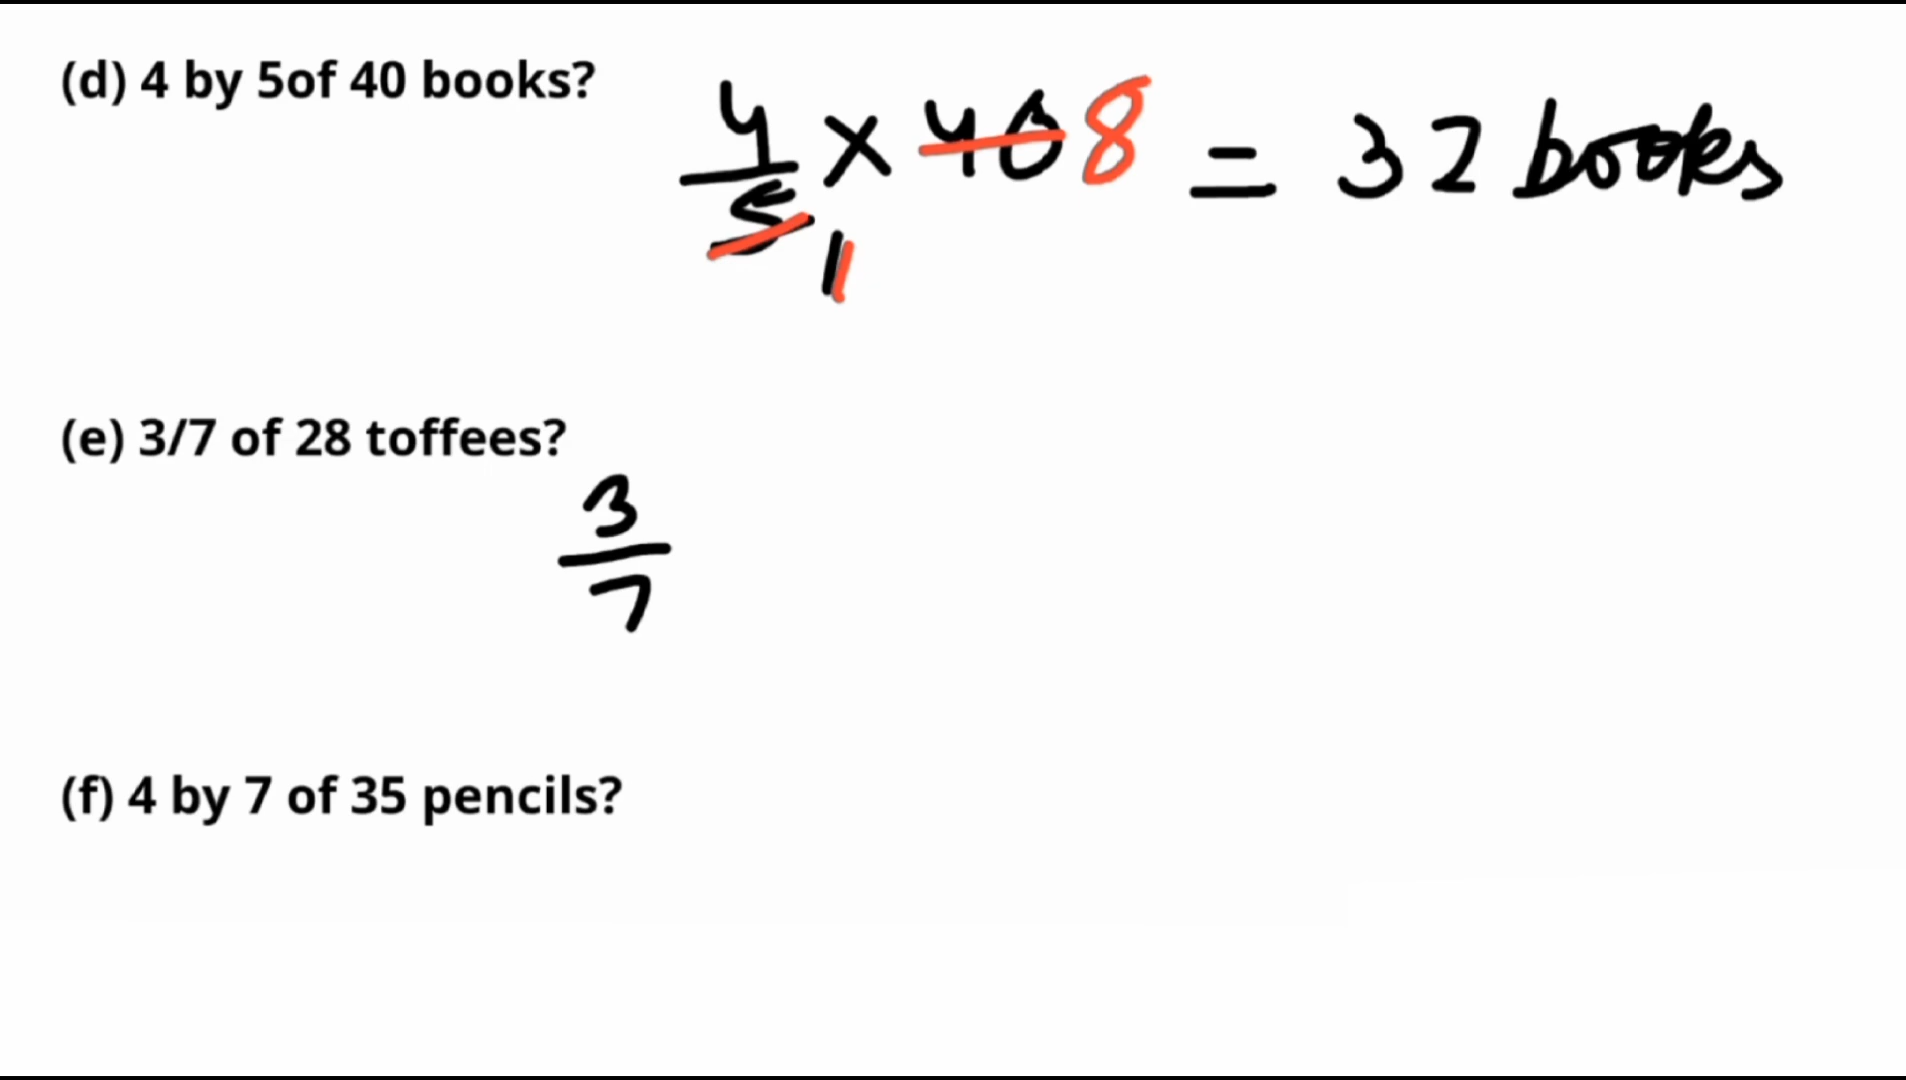 (d) 4 by 5of 40 books?
4/5 1 × 40 8 = 32 books
(e) 3/7 of 28 toffees?
3/7
(f) 4 by 7 of 35 pencils?